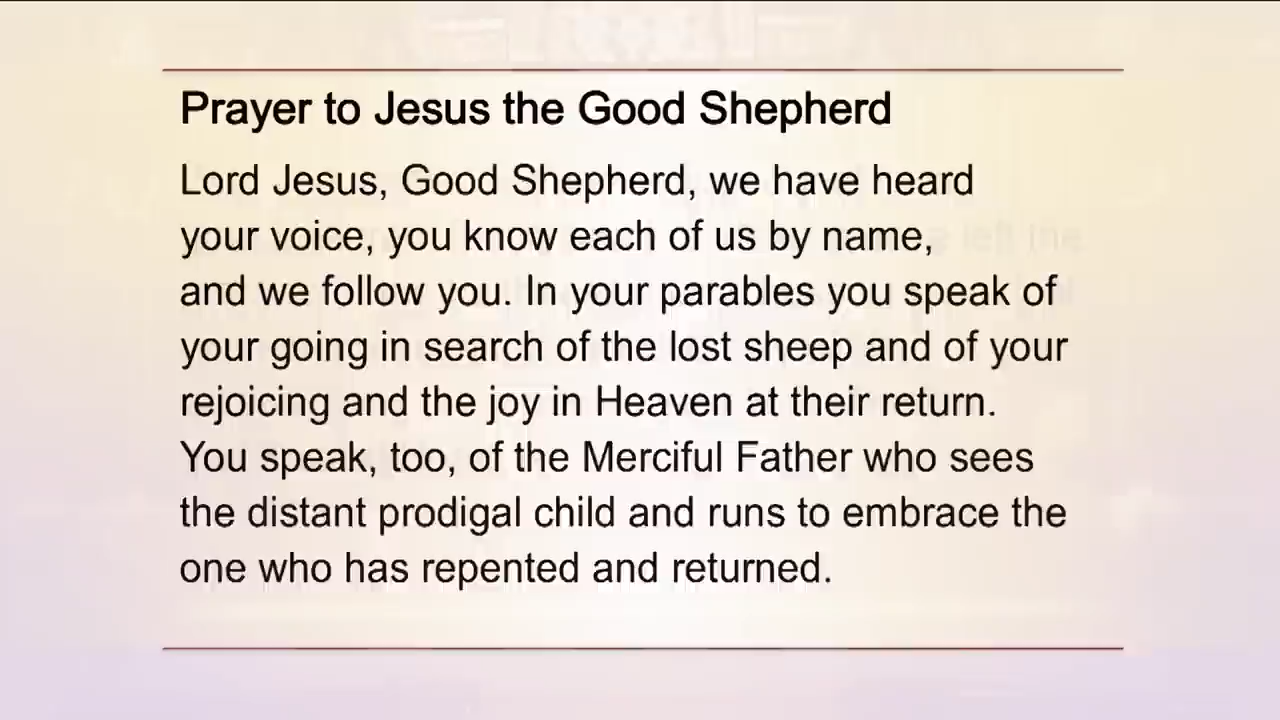 Prayer to Jesus the Good Shepherd
Lord Jesus, Good Shepherd, we have heard
your voice, you know each of us by name,
and we follow you. In your parables you speak of
your going in search of the lost sheep and of your
rejoicing and the joy in Heaven at their return.
You speak, too, of the Merciful Father who sees
the distant prodigal child and runs to embrace the
one who has repented and returned.